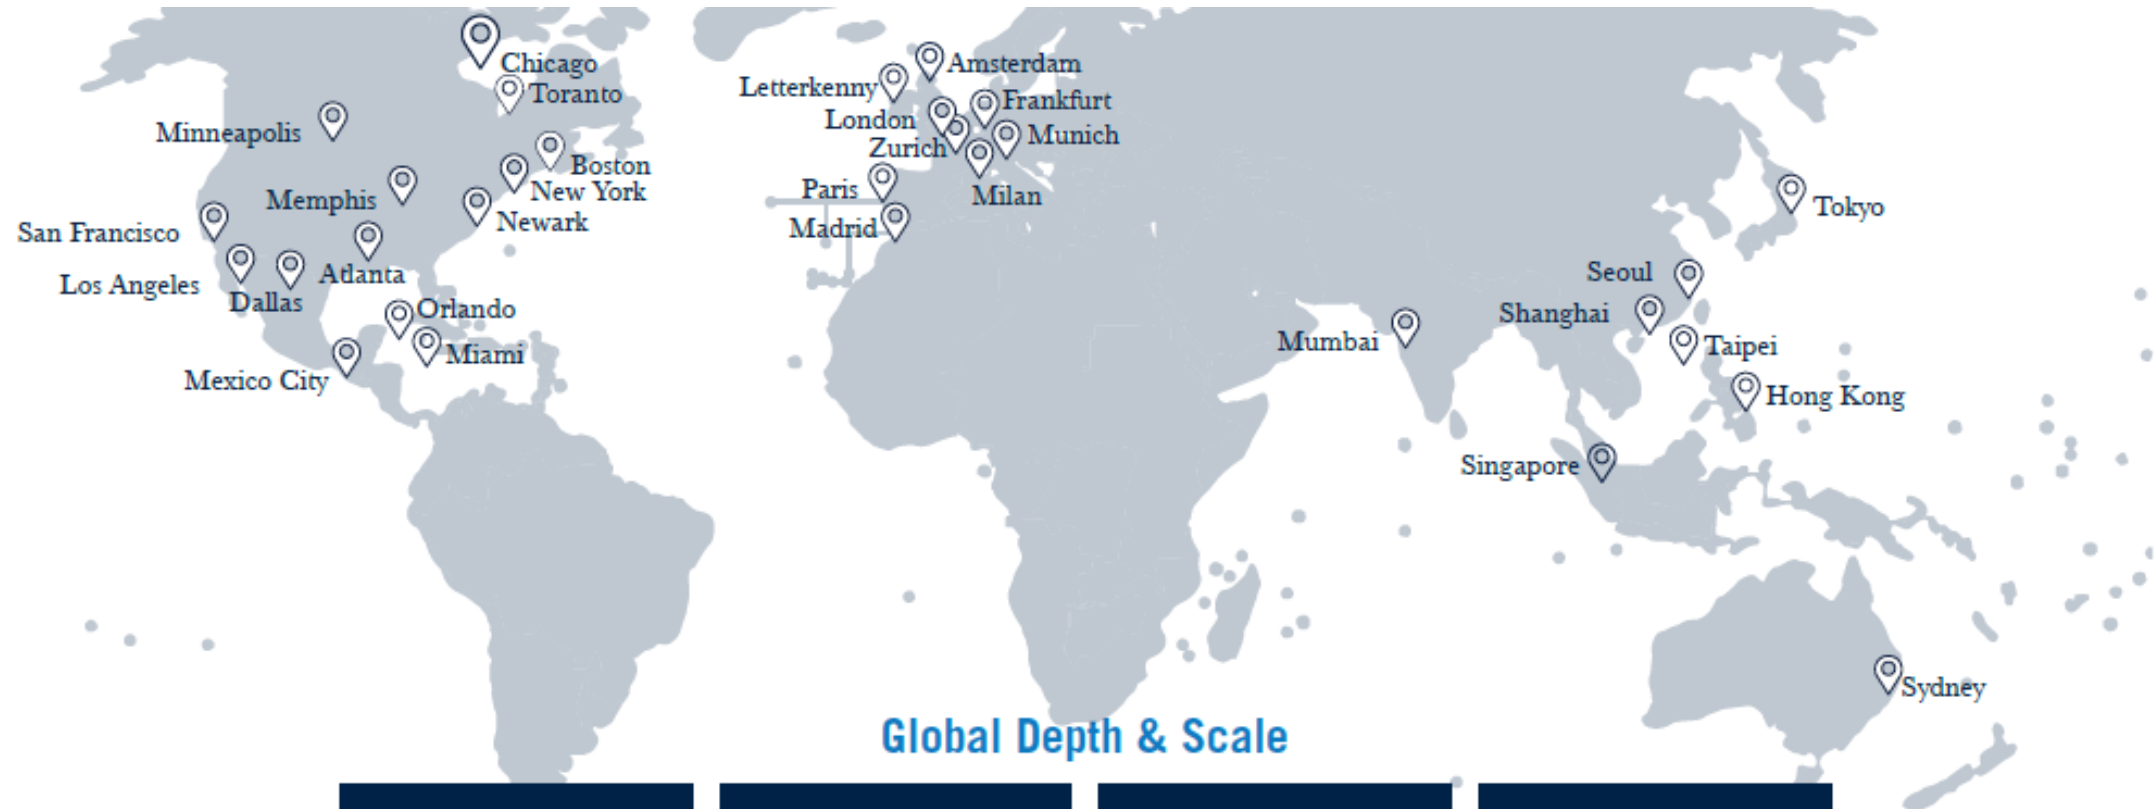 Chicago
Toranto
Minneapolis
Boston
New York
Memphis
Newark
San Francisco
Atlanta
Los Angeles
Dallas
Orlando
Miami
Mexico City
Amsterdam
Letterkenny
Frankfurt
London
Munich
Zurich
Paris
Milan
Madrid
Tokyo
Seoul
Shanghai
Mumbai
Taipei
Hong Kong
Singapore
Sydney
Global Depth & Scale